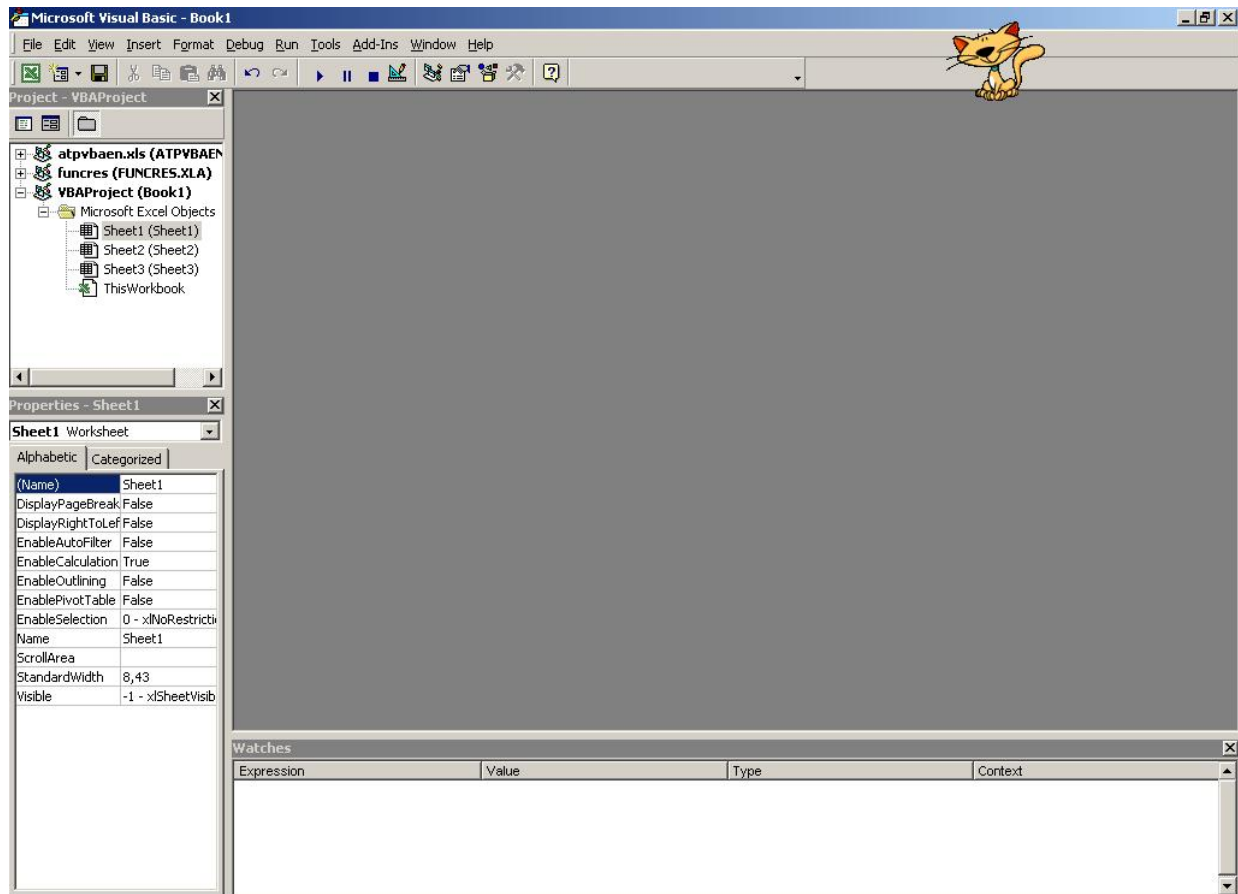 Microsoft Visual Basic - Book1
File Edit View Insert Format Debug Run Tools Add-Ins Window Help
Project - VBAProject
atpvbaen.xls (ATPVBAEN
funcres (FUNCRES.XLA)
VBAProject (Book1)
Microsoft Excel Objects
Sheet1 (Sheet1)
Sheet2 (Sheet2)
Sheet3 (Sheet3)
ThisWorkbook
Properties - Sheet1
Sheet1 Worksheet
Alphabetic Categorized
(Name) Sheet1
DisplayPageBreak False
DisplayRightToLef False
EnableAutoFilter False
EnableCalculation True
EnableOutlining False
EnablePivotTable False
EnableSelection 0 - xlNoRestricti
Name Sheet1
ScrollArea
StandardWidth 8,43
Visible -1 - xlSheetVisib
Watches
Expression Value Type Context